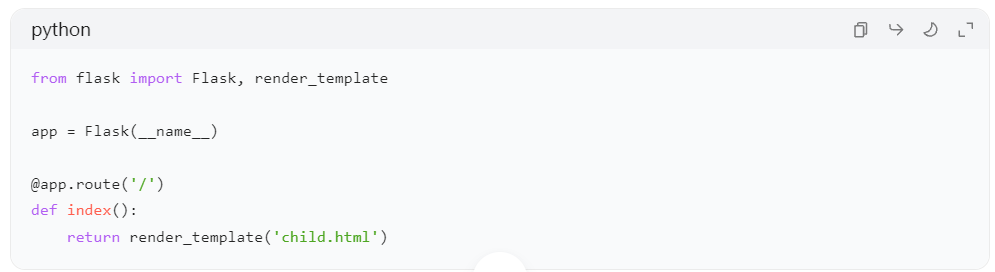 python
from flask import Flask, render_template
app = Flask(__name__)
@app.route('/')
def index():
    return render_template('child.html')